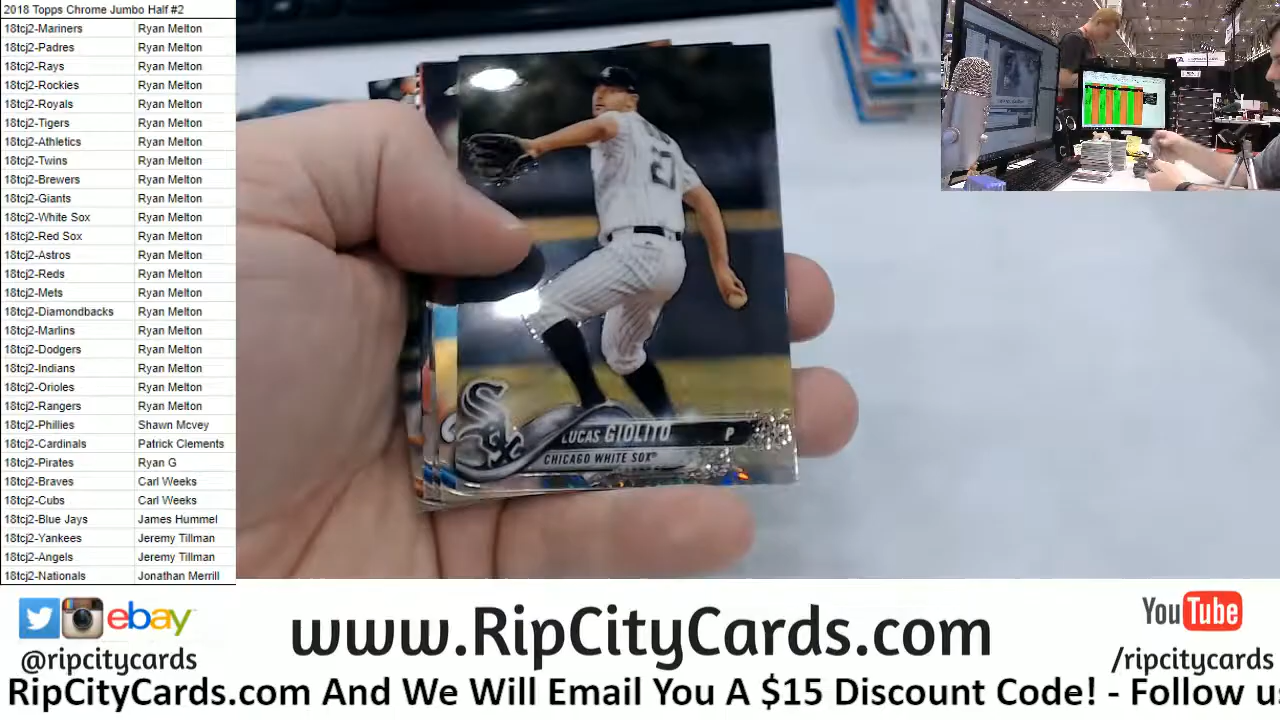 2018 Topps Chrome Jumbo Half #2
18tcj2-Mariners Ryan Melton
18tcj2-Padres Ryan Melton
18tcj2-Rays Ryan Melton
18tcj2-Rockies Ryan Melton
18tcj2-Royals Ryan Melton
18tcj2-Tigers Ryan Melton
18tcj2-Athletics Ryan Melton
18tcj2-Twins Ryan Melton
18tcj2-Brewers Ryan Melton
18tcj2-Giants Ryan Melton
18tcj2-White Sox Ryan Melton
18tcj2-Red Sox Ryan Melton
18tcj2-Astros Ryan Melton
18tcj2-Reds Ryan Melton
18tcj2-Mets Ryan Melton
18tcj2-Diamondbacks Ryan Melton
18tcj2-Marlins Ryan Melton
18tcj2-Dodgers Ryan Melton
18tcj2-Indians Ryan Melton
18tcj2-Orioles Ryan Melton
18tcj2-Rangers Ryan Melton
18tcj2-Phillies Shawn Mcvey
18tcj2-Cardinals Patrick Clements
18tcj2-Pirates Ryan G
18tcj2-Braves Carl Weeks
18tcj2-Cubs Carl Weeks
18tcj2-Blue Jays James Hummel
18tcj2-Yankees Jeremy Tillman
18tcj2-Angels Jeremy Tillman
18tcj2-Nationals Jonathan Merrill
SOX
LUCAS GIOLITO P
CHICAGO WHITE SOX
ebay
@ripcitycards
www.RipCityCards.com
YouTube
/ripcitycards
RipCityCards.com And We Will Email You A $15 Discount Code! - Follow us